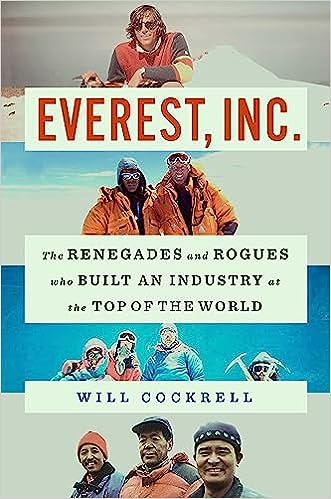 EVEREST, INC.
The RENEGADES and ROGUES
who BUILT AN INDUSTRY at
the TOP OF THE WORLD
WILL COCKRELL